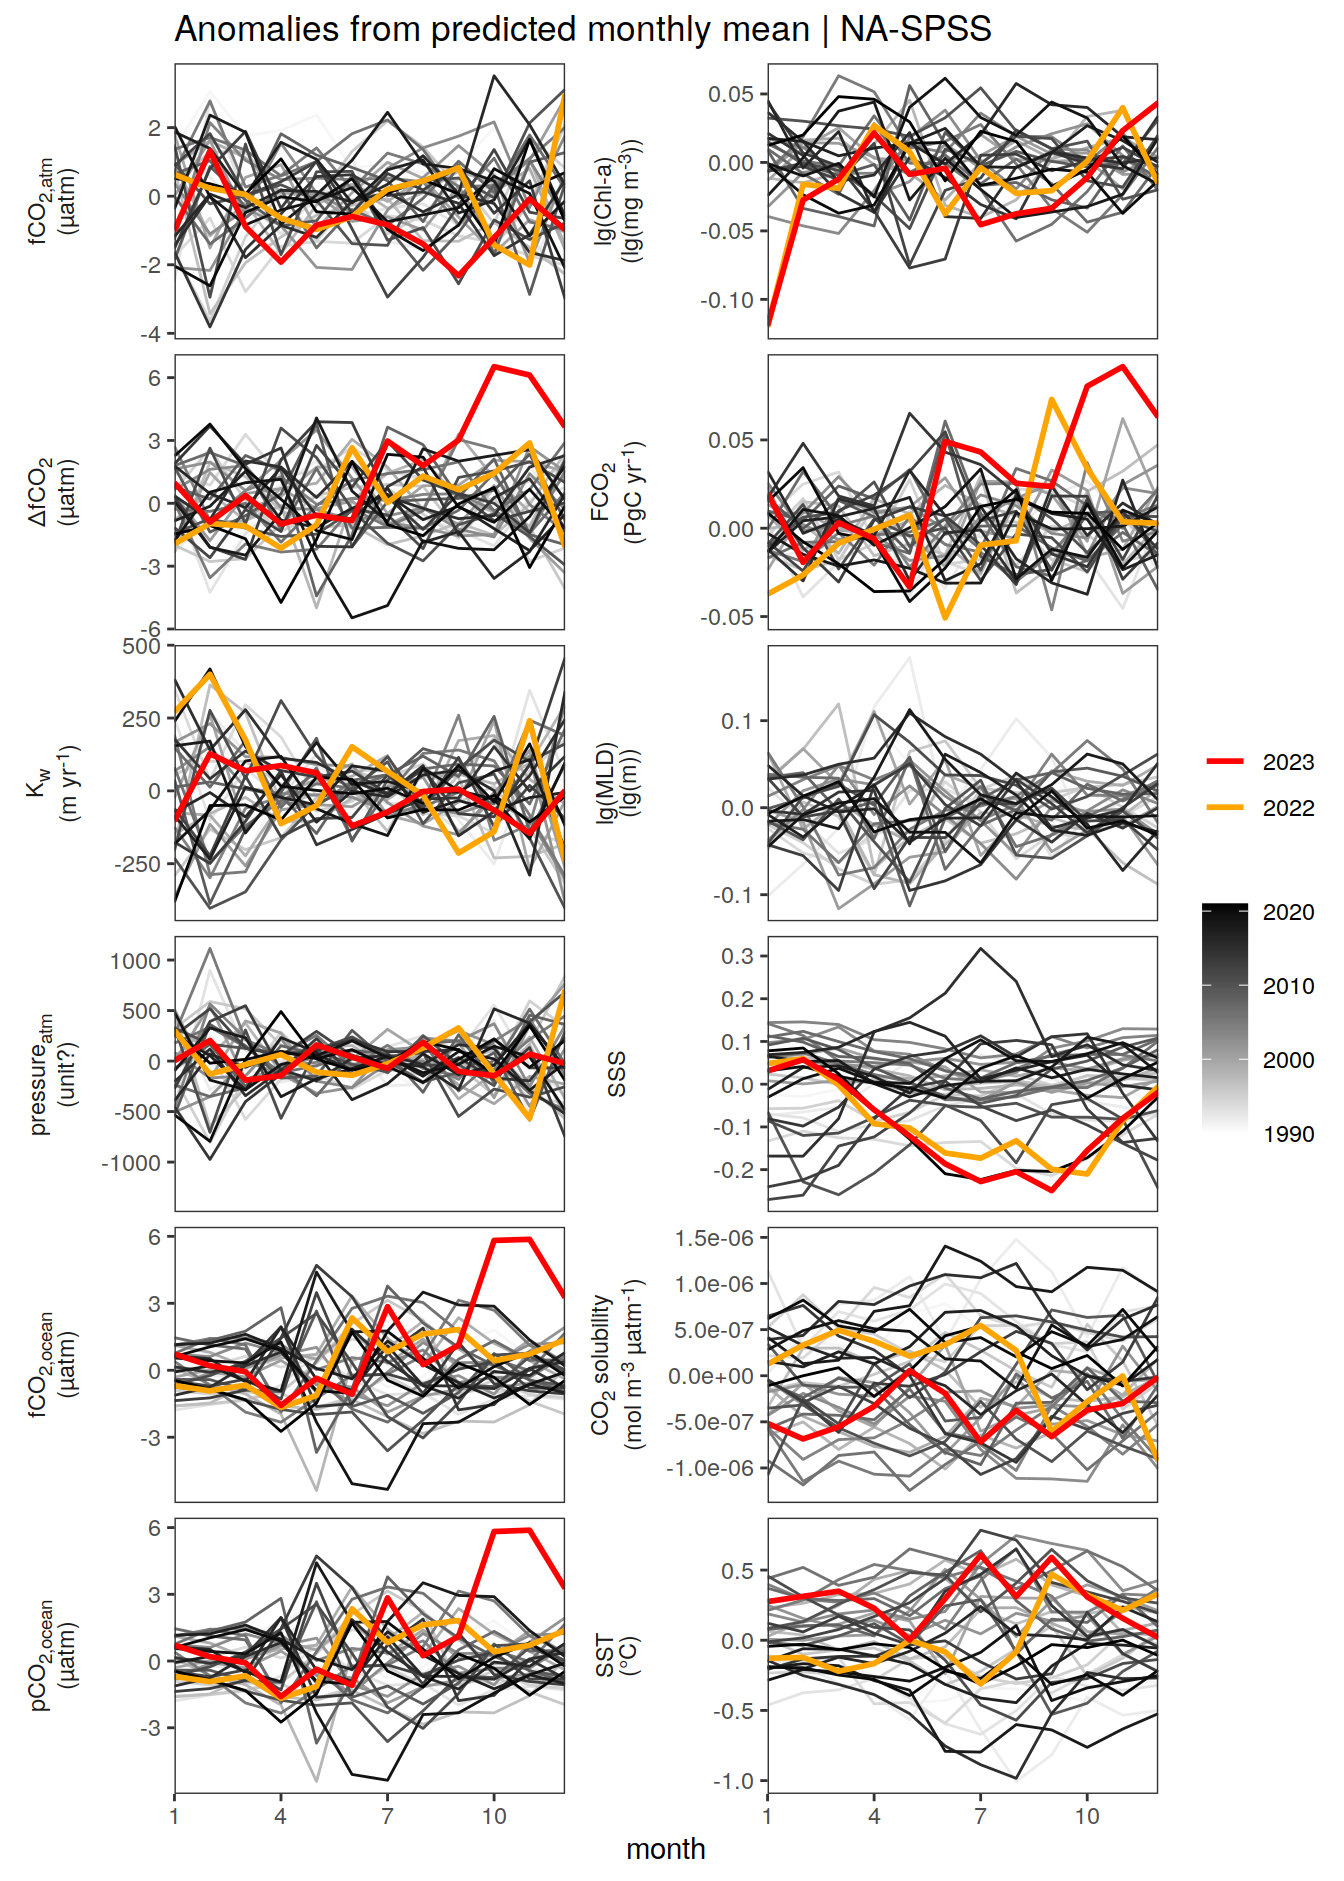 Anomalies from predicted monthly mean | NA-SPSS
fCO2,atm
(µatm)
2
0
-2
-4
lg(Chl-a)
(lg(mg m-3))
0.05
0.00
-0.05
-0.10
ΔfCO2
(µatm)
6
3
0
-3
-6
FCO2
(PgC yr-1)
0.05
0.00
-0.05
Kw
(m yr-1)
500
250
0
-250
lg(MLD)
(lg(m))
0.1
0.0
-0.1
pressureatm
(unit?)
1000
500
0
-500
-1000
SSS
0.3
0.2
0.1
0.0
-0.1
-0.2
fCO2,ocean
(µatm)
6
3
0
-3
CO2 solubility
(mol m-3 µatm-1)
1.5e-06
1.0e-06
5.0e-07
0.0e+00
-5.0e-07
-1.0e-06
pCO2,ocean
(µatm)
6
3
0
-3
SST
(°C)
0.5
0.0
-0.5
-1.0
1 4 7 10
1 4 7 10
month
2023
2022
2020
2010
2000
1990